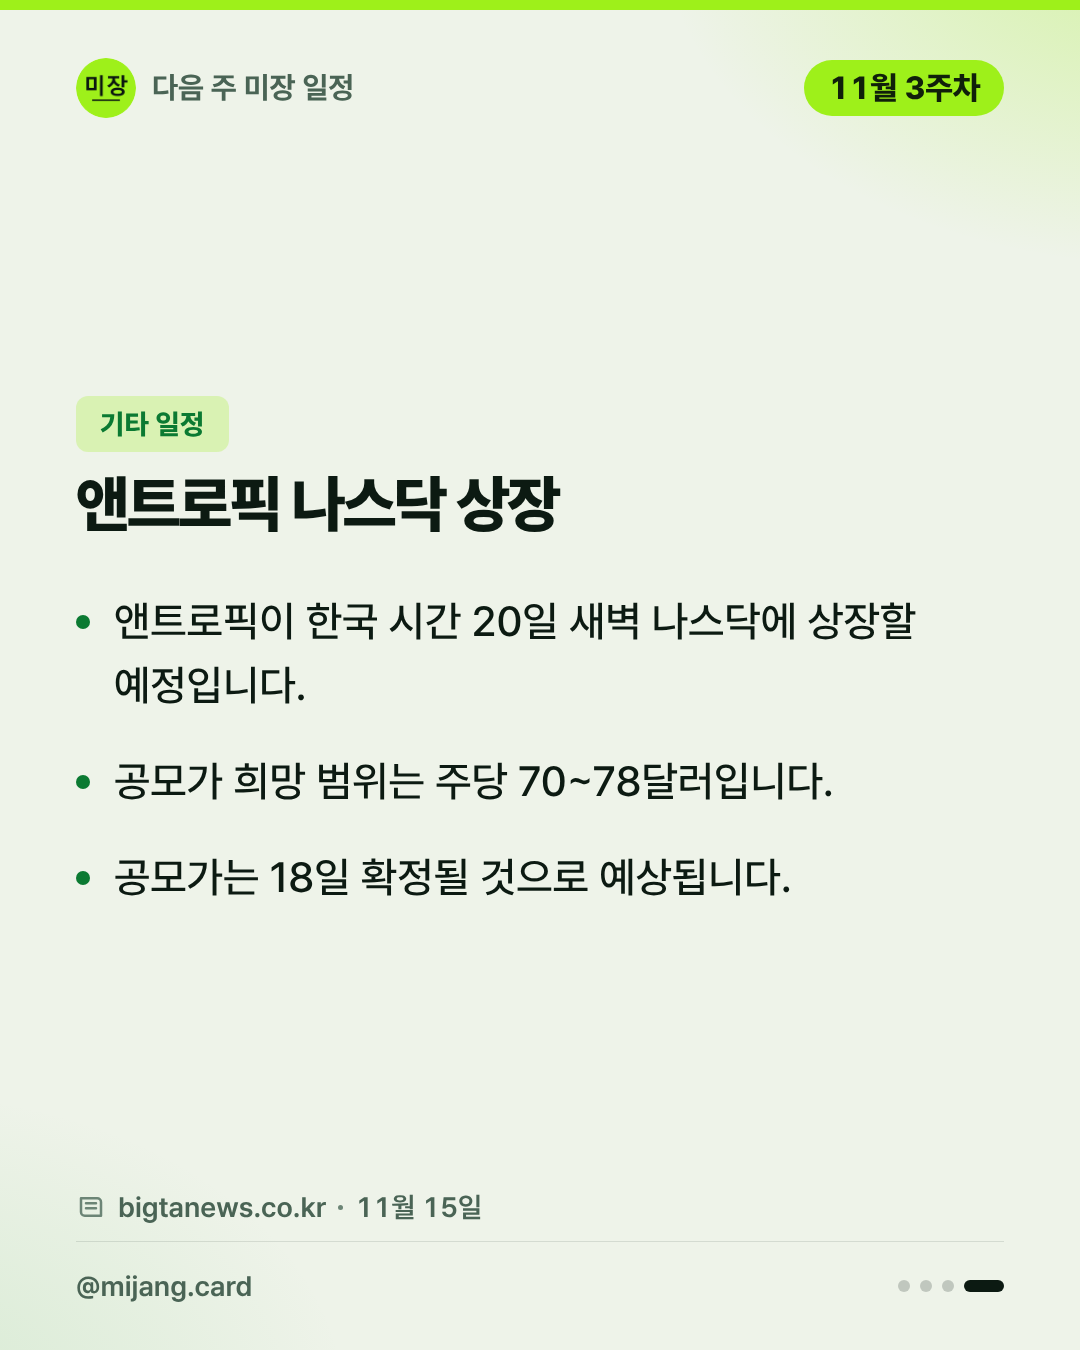 미장
다음 주 미장 일정
11월 3주차
기타 일정
앤트로픽 나스닥 상장
앤트로픽이 한국 시간 20일 새벽 나스닥에 상장할
예정입니다.
공모가 희망 범위는 주당 70~78달러입니다.
공모가는 18일 확정될 것으로 예상됩니다.
bigtanews.co.kr · 11월 15일
@mijang.card